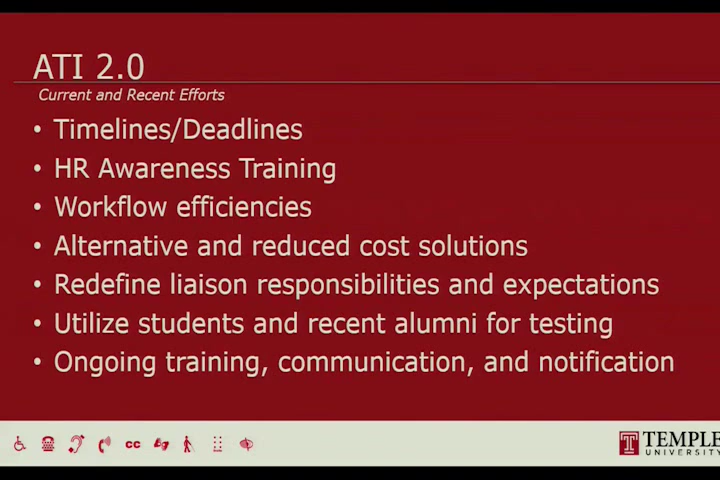 ATI 2.0
Current and Recent Efforts
• Timelines/Deadlines
• HR Awareness Training
• Workflow efficiencies
• Alternative and reduced cost solutions
• Redefine liaison responsibilities and expectations
• Utilize students and recent alumni for testing
• Ongoing training, communication, and notification
CC
T TEMPLE
UNIVERSITY